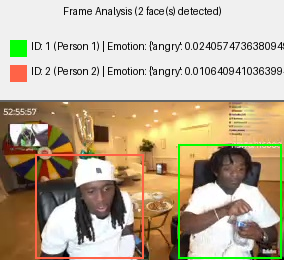 Frame Analysis (2 face(s) detected)
ID: 1 (Person 1) | Emotion: {'angry': 0.0240574736380949
ID: 2 (Person 2) | Emotion: {'angry': 0.010640941036399
52:55:57